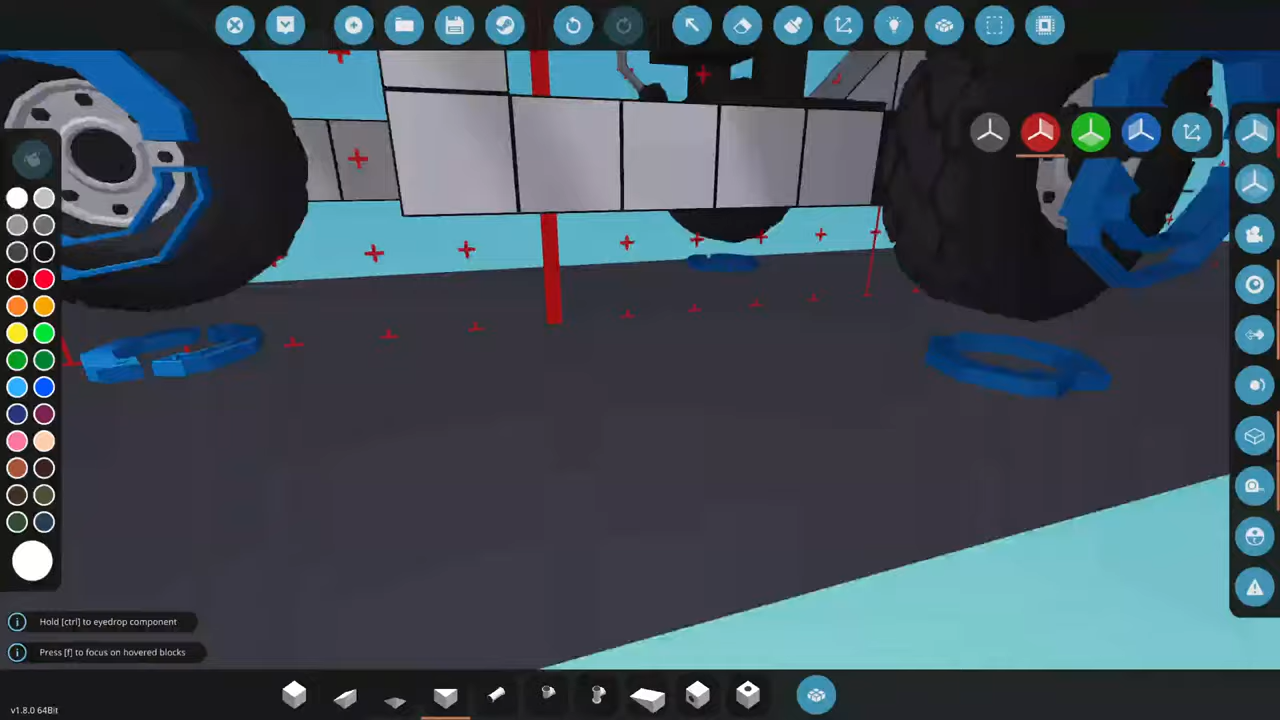 Hold [ctrl] to eyedrop component
Press [f] to focus on hovered blocks
v1.8.0 64Bit